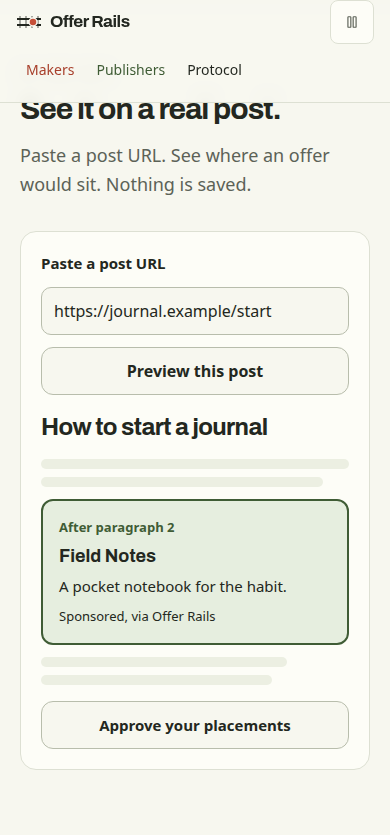 Offer Rails
Makers
Publishers
Protocol
See it on a real post.
Paste a post URL. See where an offer
would sit. Nothing is saved.
Paste a post URL
https://journal.example/start
Preview this post
How to start a journal
After paragraph 2
Field Notes
A pocket notebook for the habit.
Sponsored, via Offer Rails
Approve your placements